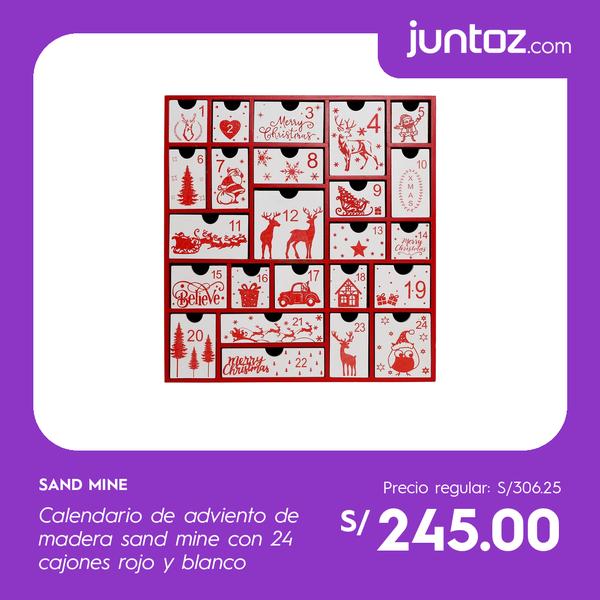 juntoz.com
1
2
3
Merry
Christmas
4
5
6
7
8
9
10
X
M
A
S
11
12
13
14
Merry
Christmas
15
Believe
16
17
18
19
20
21
Merry
Christmas
22
23
24
SAND MINE
Calendario de adviento de
madera sand mine con 24
cajones rojo y blanco
Precio regular: S/306.25
S/ 245.00